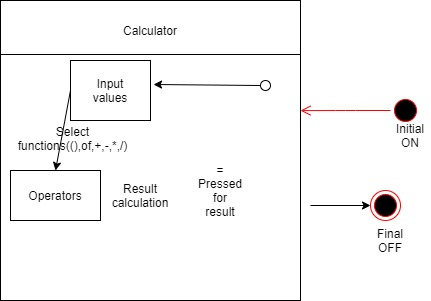 Calculator
Input
values
Initial
ON
Select
functions((),of,+,-,*,/)
Operators
Result
calculation
=
Pressed
for
result
Final
OFF